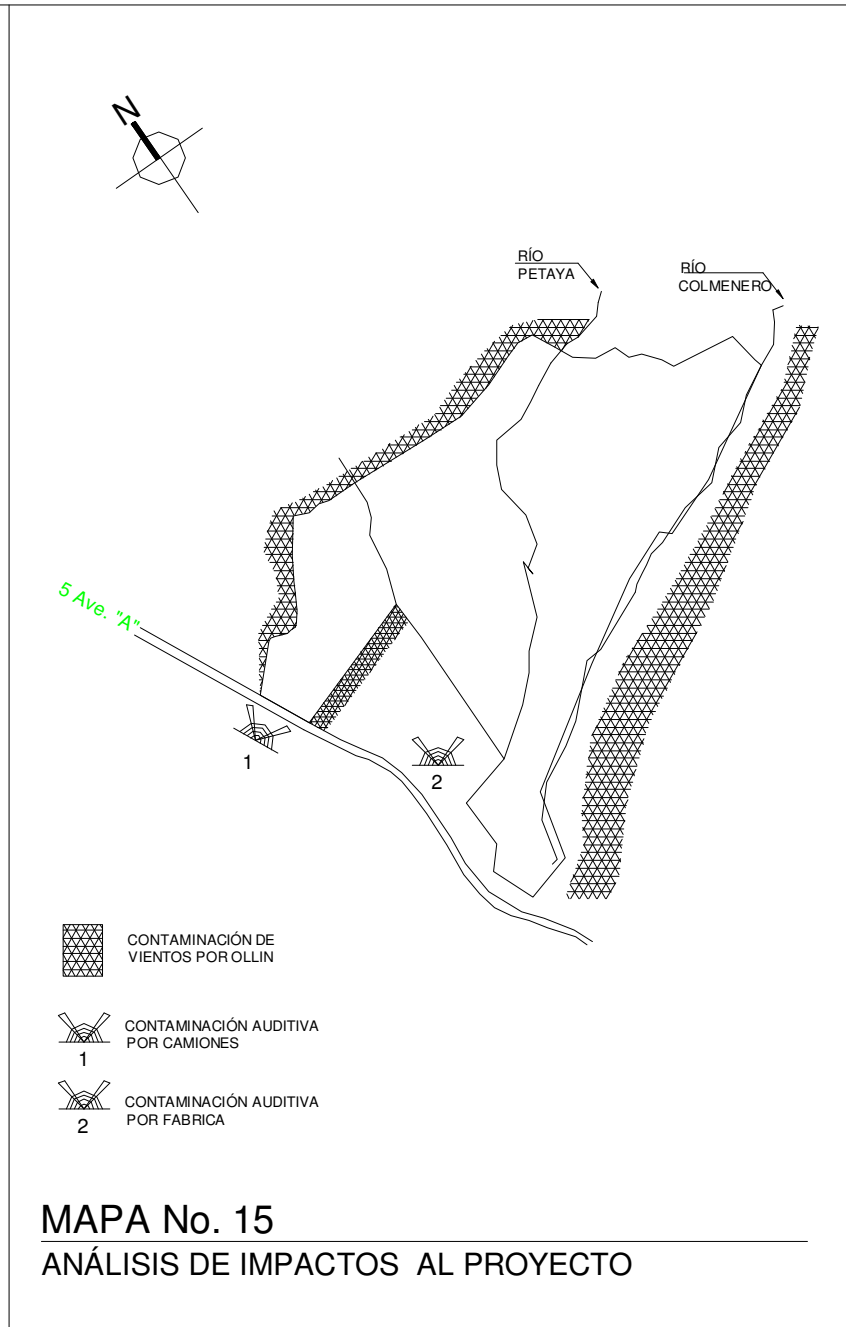 N
RÍO
PETAYA
RÍO
COLMENERO
5 Ave. "A"
1
2
CONTAMINACIÓN DE
VIENTOS POR OLLIN
CONTAMINACIÓN AUDITIVA
POR CAMIONES
1
CONTAMINACIÓN AUDITIVA
POR FABRICA
2
MAPA No. 15
ANÁLISIS DE IMPACTOS AL PROYECTO